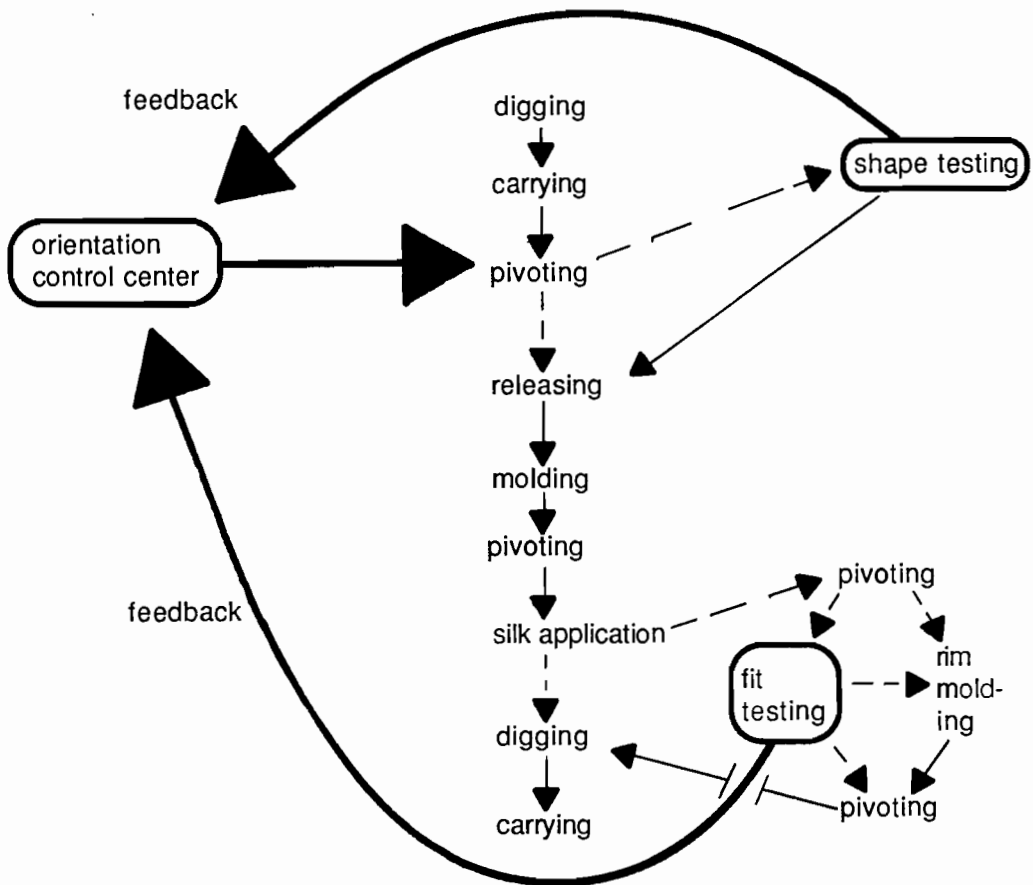 feedback
digging
carrying
shape testing
orientation
control center
pivoting
releasing
molding
pivoting
feedback
silk application
digging
carrying
pivoting
fit
testing
rim
mold-
ing
pivoting